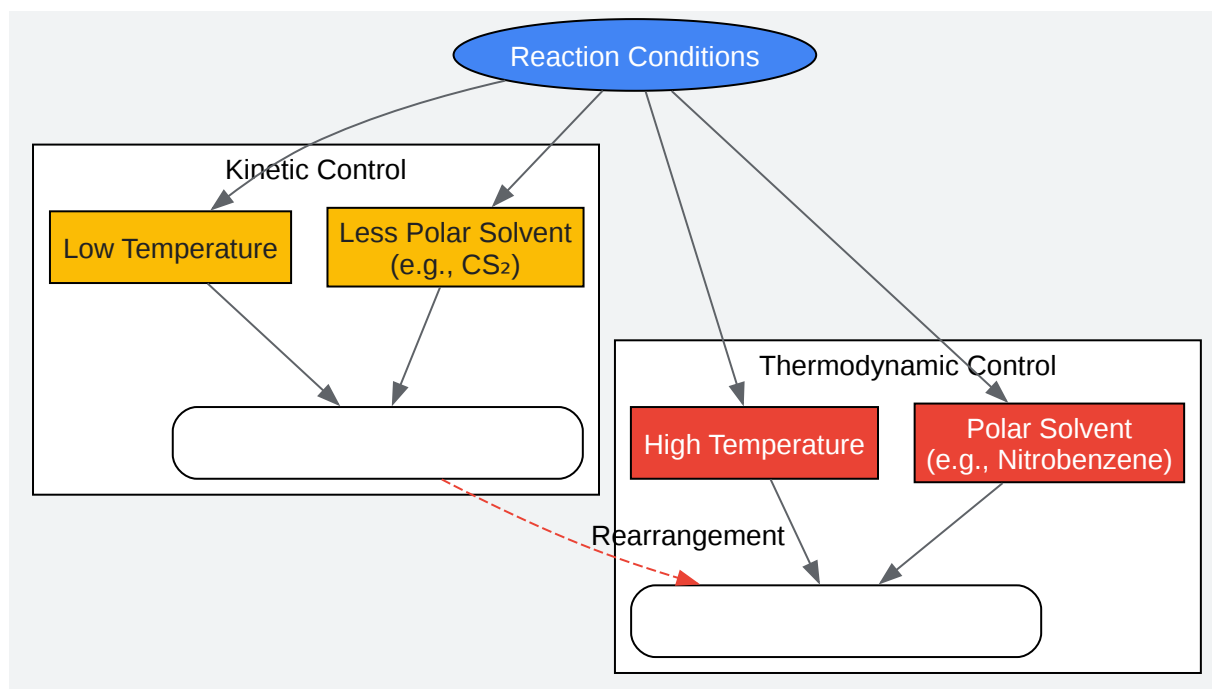 Reaction Conditions
Kinetic Control
Low Temperature
Less Polar Solvent
(e.g., CS₂)
Thermodynamic Control
High Temperature
Polar Solvent
(e.g., Nitrobenzene)
Rearrangement